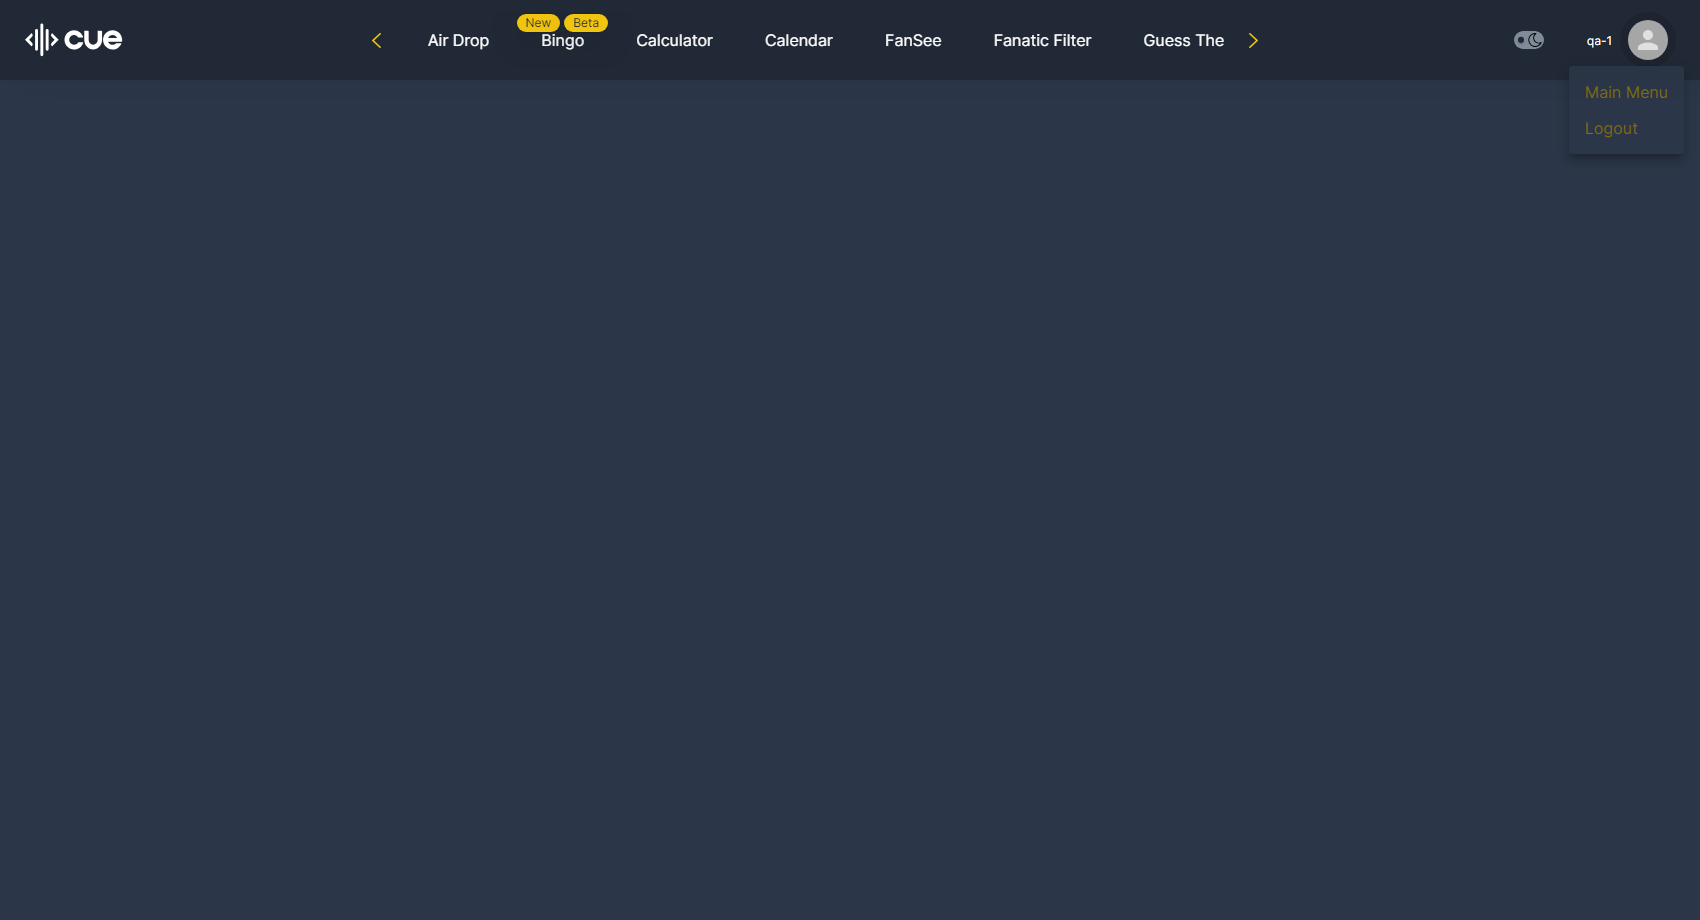 cue
New Beta
Air Drop Bingo Calculator Calendar FanSee Fanatic Filter Guess The
qa-1
Main Menu
Logout